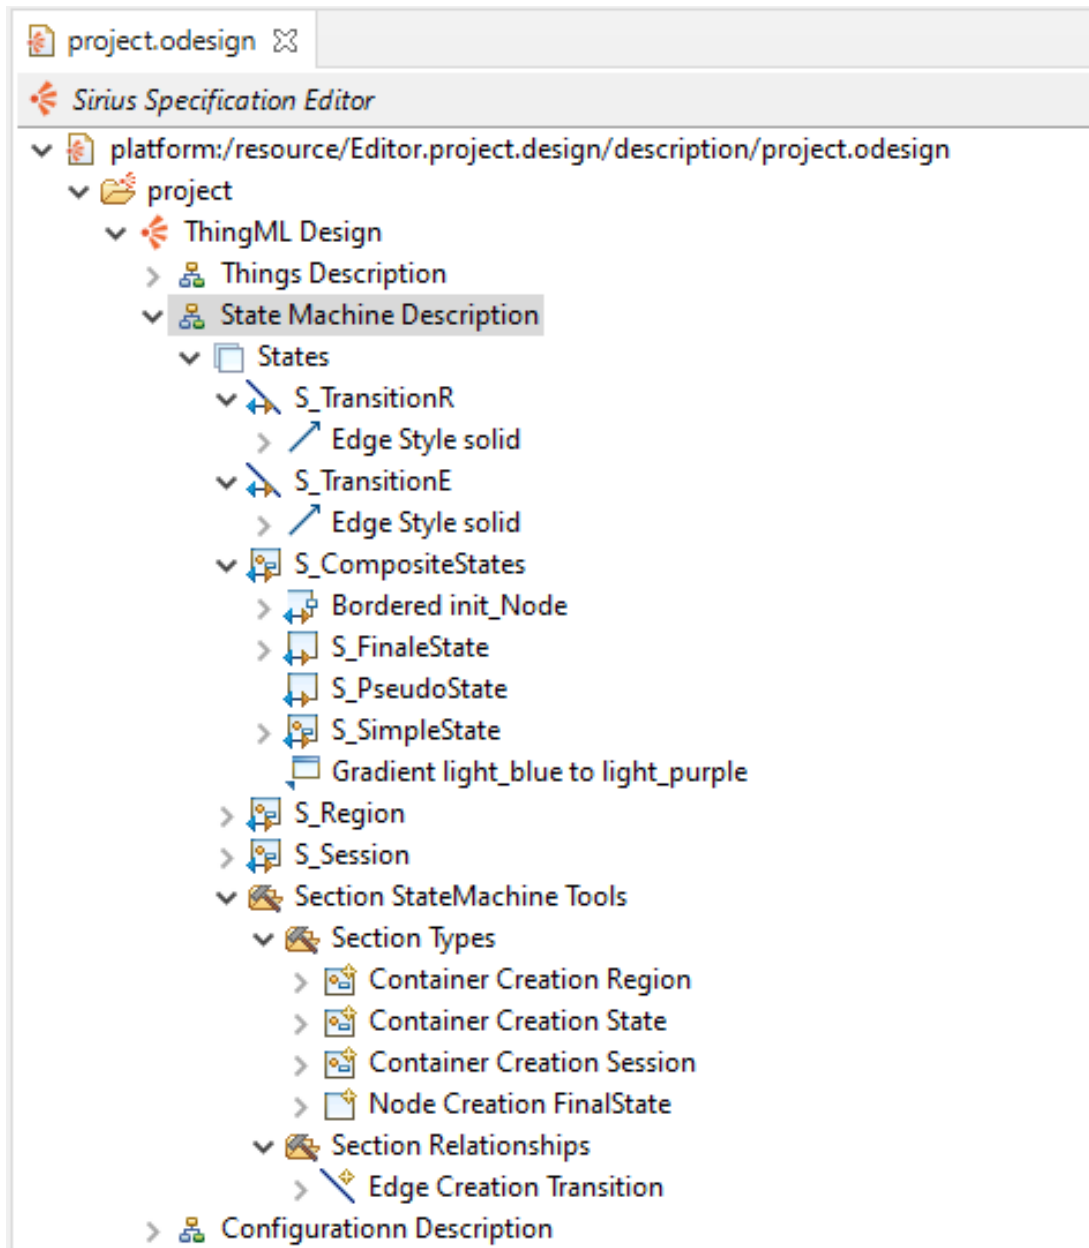 project.odesign
Sirius Specification Editor
platform:/resource/Editor.project.design/description/project.odesign
project
ThingML Design
Things Description
State Machine Description
States
S_TransitionR
Edge Style solid
S_TransitionE
Edge Style solid
S_CompositeStates
Bordered init_Node
S_FinaleState
S_PseudoState
S_SimpleState
Gradient light_blue to light_purple
S_Region
S_Session
Section StateMachine Tools
Section Types
Container Creation Region
Container Creation State
Container Creation Session
Node Creation FinalState
Section Relationships
Edge Creation Transition
Configurationn Description